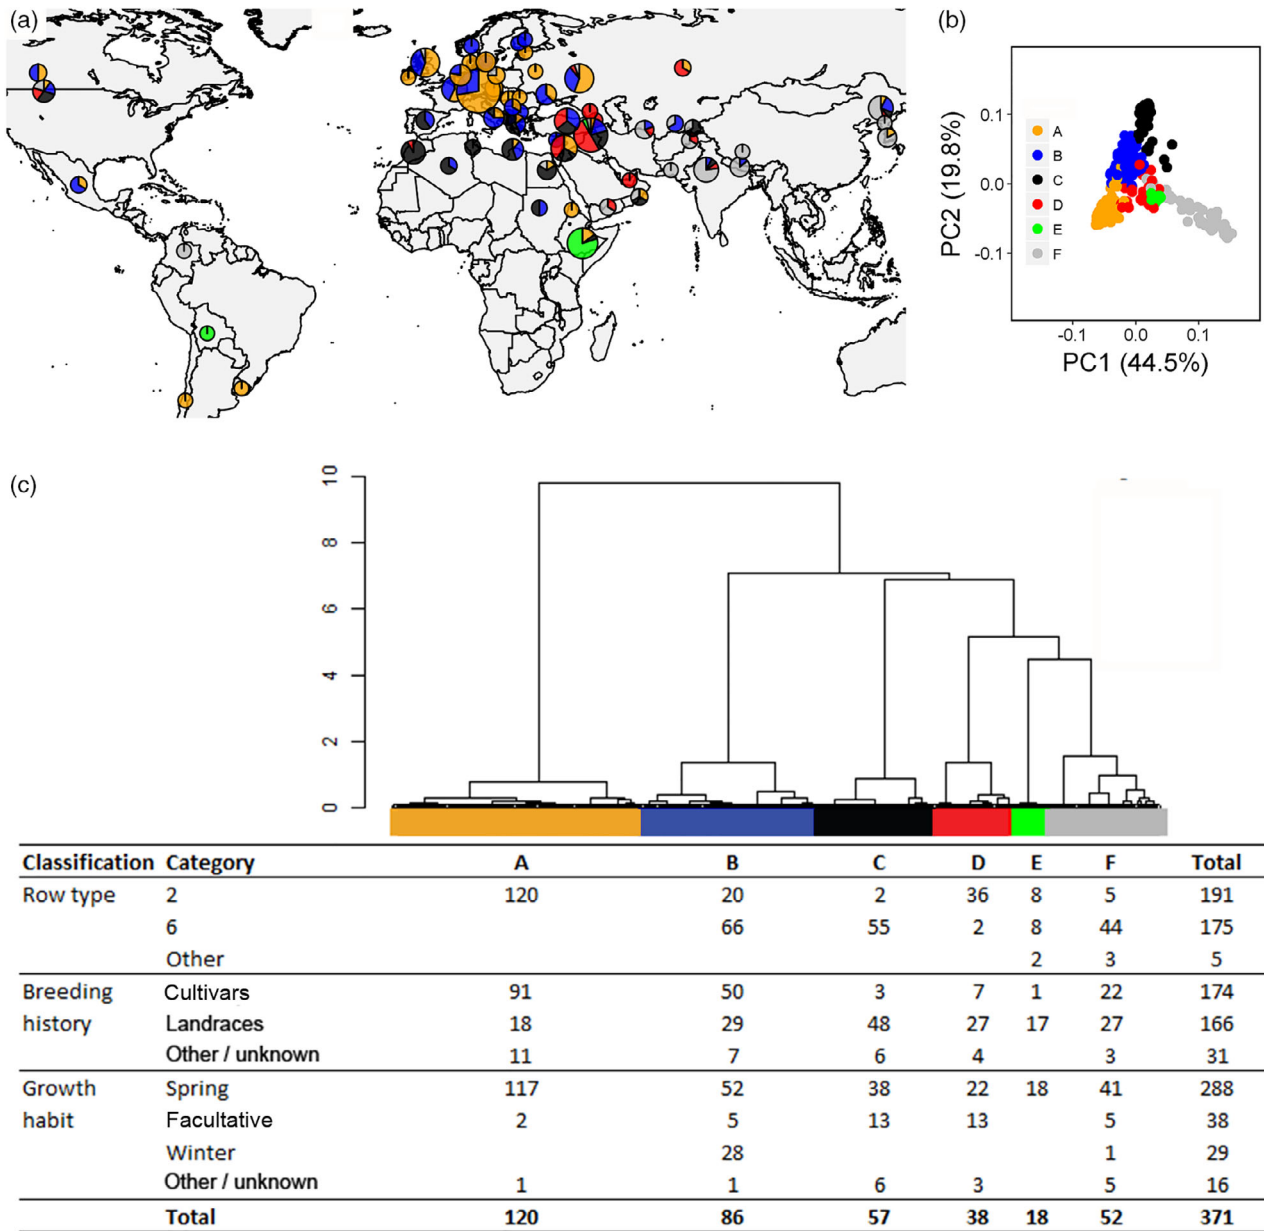 (a)
(b)
PC2 (19.8%)
0.1
0.0
-0.1
A
B
C
D
E
F
-0.1 0.0 0.1
PC1 (44.5%)
(c)
10
8
6
4
2
0
Classification Category A B C D E F Total
Row type 2 120 20 2 36 8 5 191
6 66 55 2 8 44 175
Other 2 3 5
Breeding Cultivars 91 50 3 7 1 22 174
history Landraces 18 29 48 27 17 27 166
Other / unknown 11 7 6 4 3 31
Growth Spring 117 52 38 22 18 41 288
habit Facultative 2 5 13 13 5 38
Winter 28 1 29
Other / unknown 1 1 6 3 5 16
Total 120 86 57 38 18 52 371